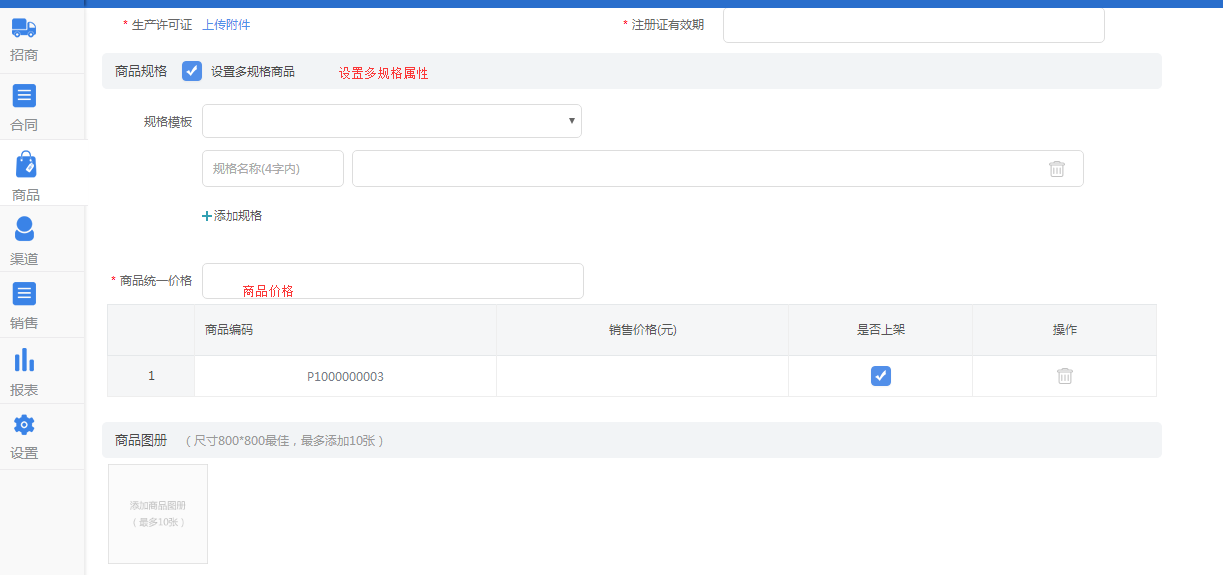 招商
合同
商品
渠道
销售
报表
设置
* 生产许可证 上传附件 * 注册证有效期
商品规格 设置多规格商品 设置多规格属性
规格模板
规格名称(4字内)
+添加规格
* 商品统一价格 商品价格
商品编码 销售价格(元) 是否上架 操作
1 P1000000003
商品图册 （尺寸800*800最佳，最多添加10张）
添加商品图册
（最多10张）